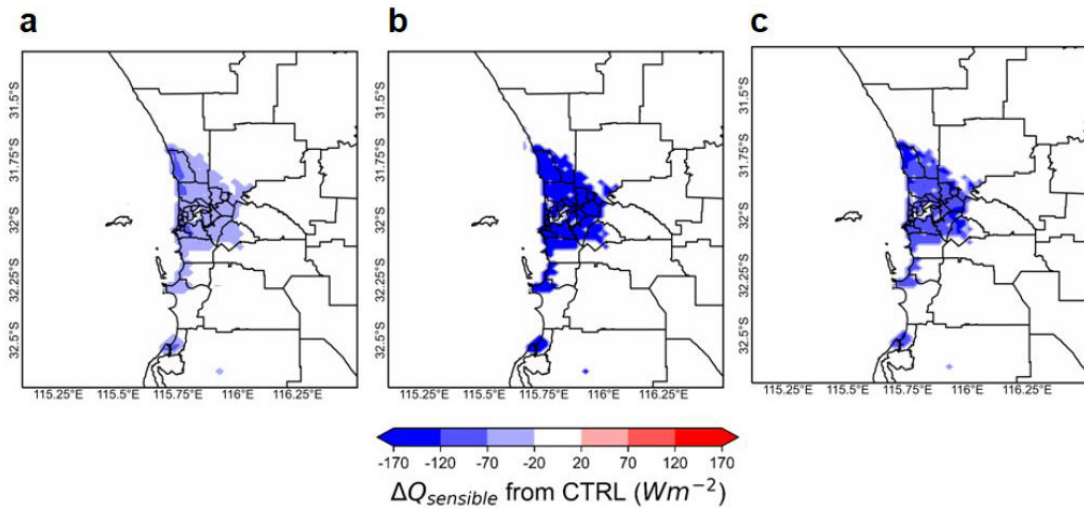 a b c
31.5°S 31.5°S 31.5°S
31.75°S 31.75°S 31.75°S
32°S 32°S 32°S
32.25°S 32.25°S 32.25°S
32.5°S 32.5°S 32.5°S
115.25°E 115.5°E 115.75°E 116°E 116.25°E 115.25°E 115.5°E 115.75°E 116°E 116.25°E 115.25°E 115.5°E 115.75°E 116°E 116.25°E
-170 -120 -70 -20 20 70 120 170
ΔQsensible from CTRL (Wm−2)